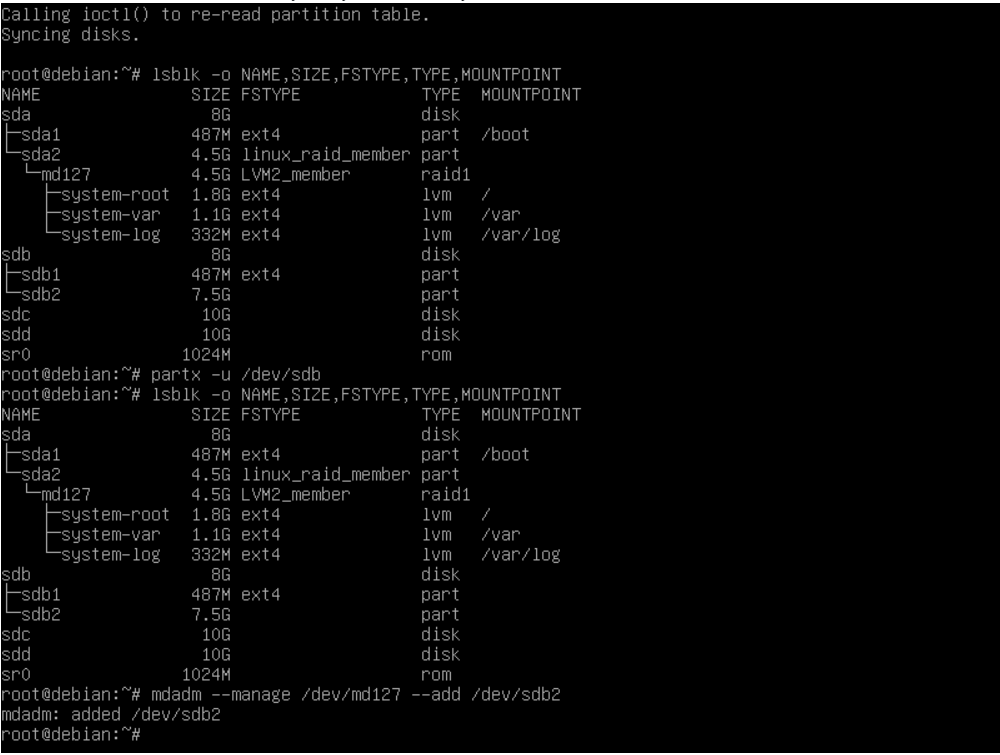 Calling ioctl() to re-read partition table.
Syncing disks.
root@debian:~# lsblk -o NAME,SIZE,FSTYPE,TYPE,MOUNTPOINT
NAME                SIZE FSTYPE            TYPE  MOUNTPOINT
sda                   8G                   disk
├─sda1              487M ext4              part  /boot
└─sda2              4.5G linux_raid_member part
  └─md127           4.5G LVM2_member       raid1
    ├─system-root   1.8G ext4              lvm   /
    ├─system-var    1.1G ext4              lvm   /var
    └─system-log    332M ext4              lvm   /var/log
sdb                   8G                   disk
├─sdb1              487M ext4              part
└─sdb2              7.5G                   part
sdc                  10G                   disk
sdd                  10G                   disk
sr0                1024M                   rom
root@debian:~# partx -u /dev/sdb
root@debian:~# lsblk -o NAME,SIZE,FSTYPE,TYPE,MOUNTPOINT
NAME                SIZE FSTYPE            TYPE  MOUNTPOINT
sda                   8G                   disk
├─sda1              487M ext4              part  /boot
└─sda2              4.5G linux_raid_member part
  └─md127           4.5G LVM2_member       raid1
    ├─system-root   1.8G ext4              lvm   /
    ├─system-var    1.1G ext4              lvm   /var
    └─system-log    332M ext4              lvm   /var/log
sdb                   8G                   disk
├─sdb1              487M ext4              part
└─sdb2              7.5G                   part
sdc                  10G                   disk
sdd                  10G                   disk
sr0                1024M                   rom
root@debian:~# mdadm --manage /dev/md127 --add /dev/sdb2
mdadm: added /dev/sdb2
root@debian:~#